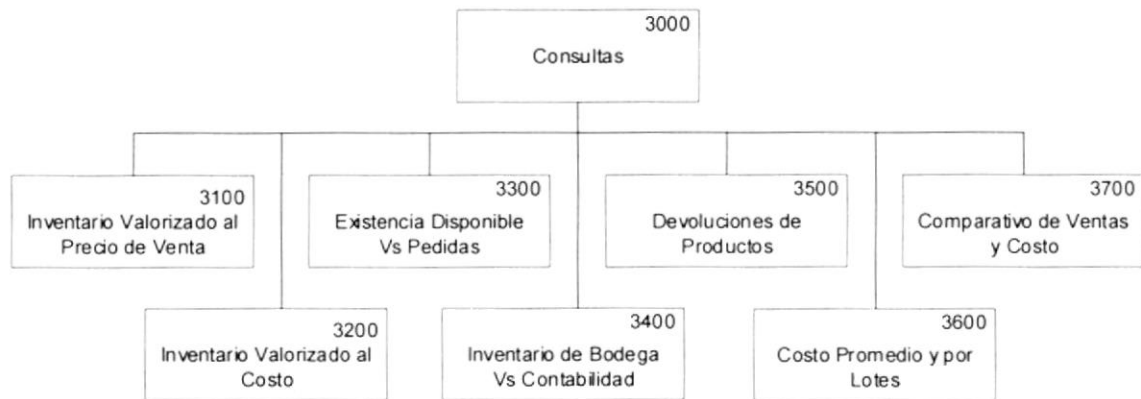 3000
Consultas
3100
Inventario Valorizado al
Precio de Venta
3300
Existencia Disponible
Vs Pedidas
3500
Devoluciones de
Productos
3700
Comparativo de Ventas
y Costo
3200
Inventario Valorizado al
Costo
3400
Inventario de Bodega
Vs Contabilidad
3600
Costo Promedio y por
Lotes